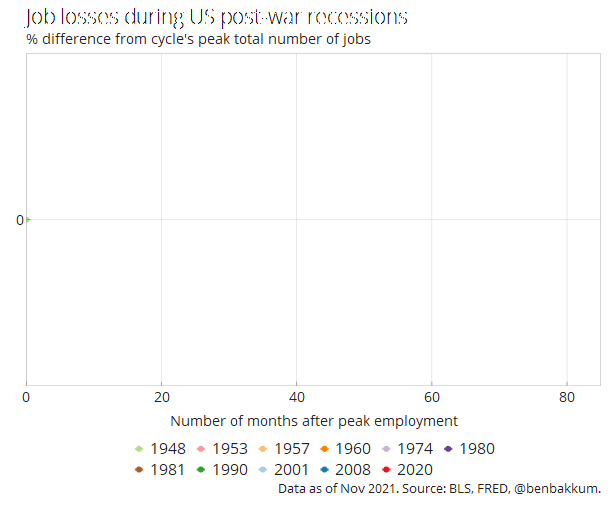 Job losses during US post-war recessions
% difference from cycle's peak total number of jobs
0
0 20 40 60 80
Number of months after peak employment
1948 1953 1957 1960 1974 1980
1981 1990 2001 2008 2020
Data as of Nov 2021. Source: BLS, FRED, @benbakkum.